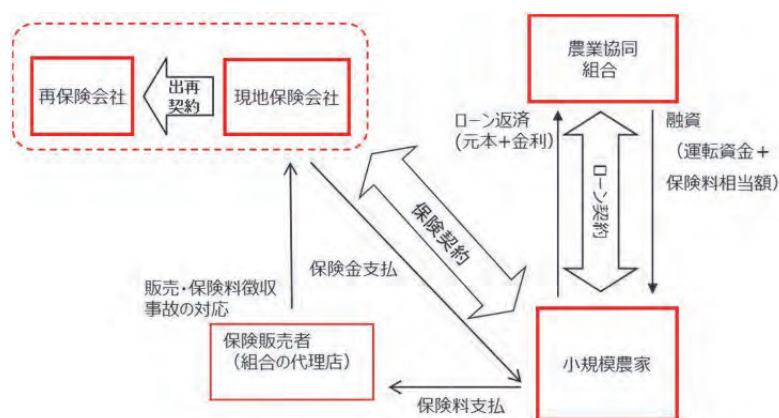 再保険会社
出再
契約
現地保険会社
農業協同
組合
ローン返済
(元本+金利)
融資
(運転資金+
保険料相当額)
ローン契約
保険契約
保険金支払
販売・保険料徴収
事故の対応
保険販売者
(組合の代理店)
小規模農家
保険料支払